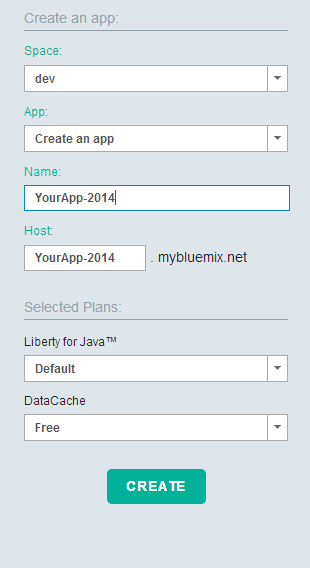 Create an app:
Space:
dev
App:
Create an app
Name:
YourApp-2014
Host:
YourApp-2014 . mybluemix.net
Selected Plans:
Liberty for Java™
Default
DataCache
Free
CREATE